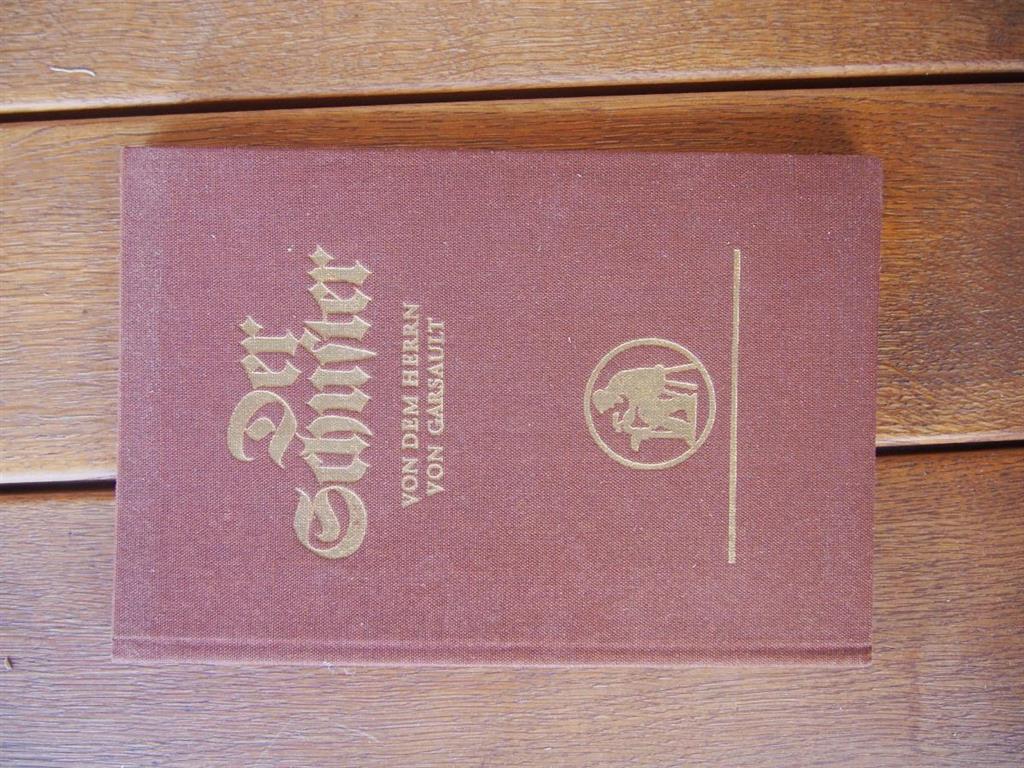 Der
Schuster
VON DEM HERRN
VON GARSAULT